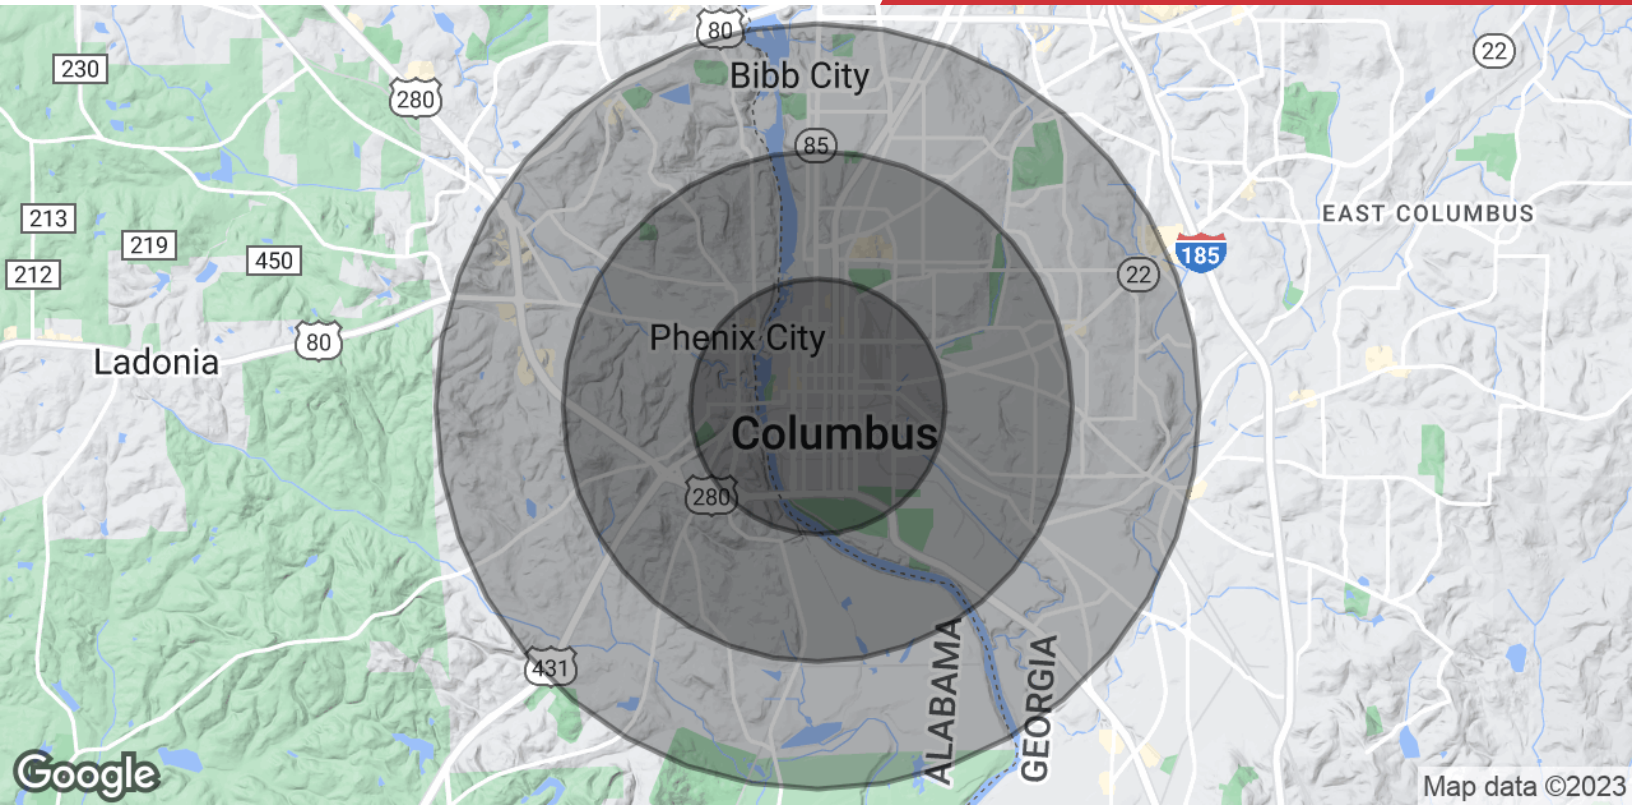 80
22
230
Bibb City
280
85
213
EAST COLUMBUS
219
450
185
212
22
80
Phenix City
Ladonia
Columbus
280
ALABAMA
GEORGIA
431
Google
Map data ©2023